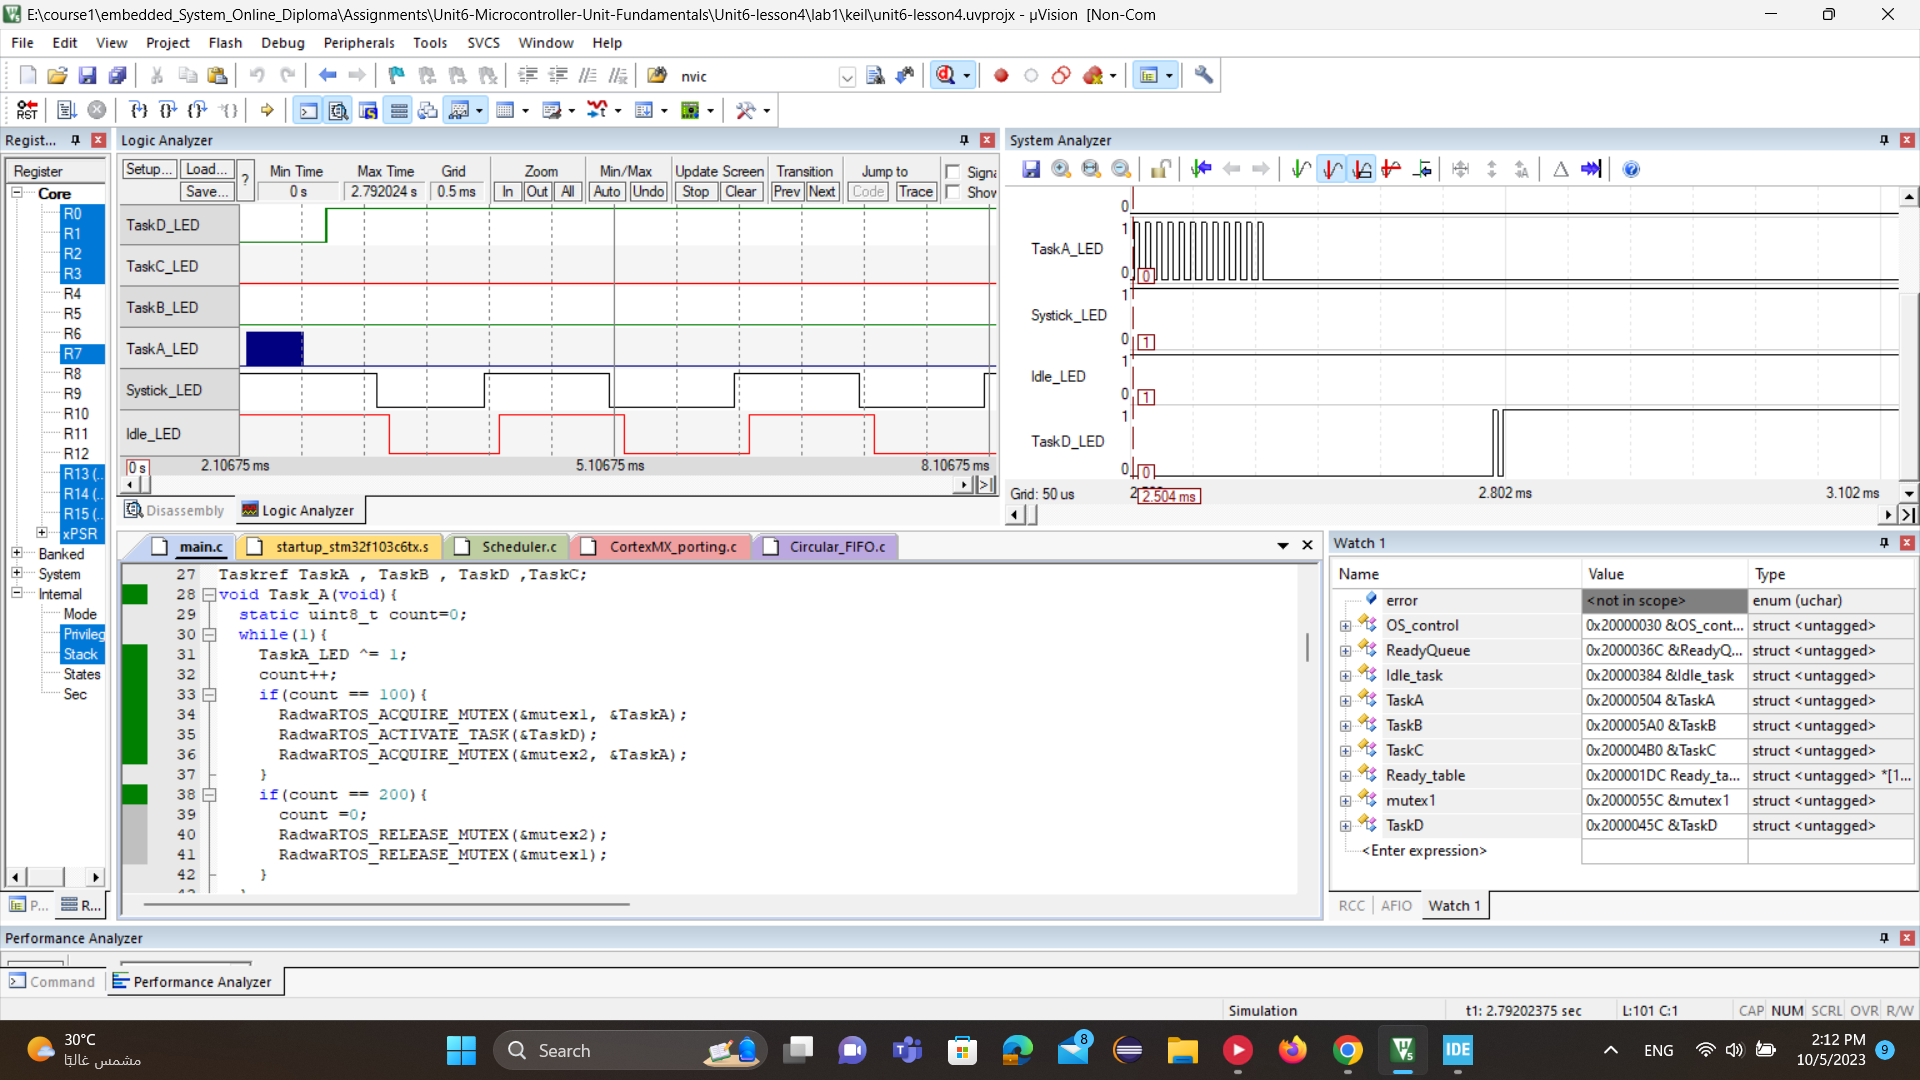 E:\course1\embedded_System_Online_Diploma\Assignments\Unit6-Microcontroller-Unit-Fundamentals\Unit6-lesson4\lab1\keil\unit6-lesson4.uvprojx - µVision  [Non-Com
File Edit View Project Flash Debug Peripherals Tools SVCS Window Help
nvic
RST
Regist...
Register
Core
R0
R1
R2
R3
R4
R5
R6
R7
R8
R9
R10
R11
R12
R13 (..
R14 (..
R15 (..
xPSR
Banked
System
Internal
Mode
Privileg
Stack
States
Sec
P... R...
Logic Analyzer
Setup... Load... Save... ?
Min Time Max Time Grid Zoom Min/Max Update Screen Transition Jump to Signa
0 s 2.792024 s 0.5 ms In Out All Auto Undo Stop Clear Prev Next Code Trace Show
TaskD_LED
TaskC_LED
TaskB_LED
TaskA_LED
Systick_LED
Idle_LED
0 s 2.10675 ms 5.10675 ms 8.10675 ms
Disassembly Logic Analyzer
System Analyzer
0
1
TaskA_LED
0 0
1
Systick_LED
0 1
1
Idle_LED
0 1
1
TaskD_LED
0 0
Grid: 50 us 2.504 ms 2.802 ms 3.102 ms
main.c startup_stm32f103c6tx.s Scheduler.c CortexMX_porting.c Circular_FIFO.c
27 Taskref TaskA , TaskB , TaskD ,TaskC;
28 void Task_A(void){
29 static uint8_t count=0;
30 while(1){
31 TaskA_LED ^= 1;
32 count++;
33 if(count == 100){
34 RadwaRTOS_ACQUIRE_MUTEX(&mutex1, &TaskA);
35 RadwaRTOS_ACTIVATE_TASK(&TaskD);
36 RadwaRTOS_ACQUIRE_MUTEX(&mutex2, &TaskA);
37 }
38 if(count == 200){
39 count =0;
40 RadwaRTOS_RELEASE_MUTEX(&mutex2);
41 RadwaRTOS_RELEASE_MUTEX(&mutex1);
42 }
Watch 1
Name Value Type
error <not in scope> enum (uchar)
OS_control 0x20000030 &OS_cont... struct <untagged>
ReadyQueue 0x2000036C &ReadyQ... struct <untagged>
Idle_task 0x20000384 &Idle_task struct <untagged>
TaskA 0x20000504 &TaskA struct <untagged>
TaskB 0x200005A0 &TaskB struct <untagged>
TaskC 0x200004B0 &TaskC struct <untagged>
Ready_table 0x200001DC Ready_ta... struct <untagged> *[1...
mutex1 0x2000055C &mutex1 struct <untagged>
TaskD 0x2000045C &TaskD struct <untagged>
<Enter expression>
RCC AFIO Watch 1
Performance Analyzer
Command Performance Analyzer
Simulation t1: 2.79202375 sec L:101 C:1 CAP NUM SCRL OVR R/W
30°C
مشمس غالبًا
Search
8
IDE
ENG
2:12 PM
10/5/2023
9